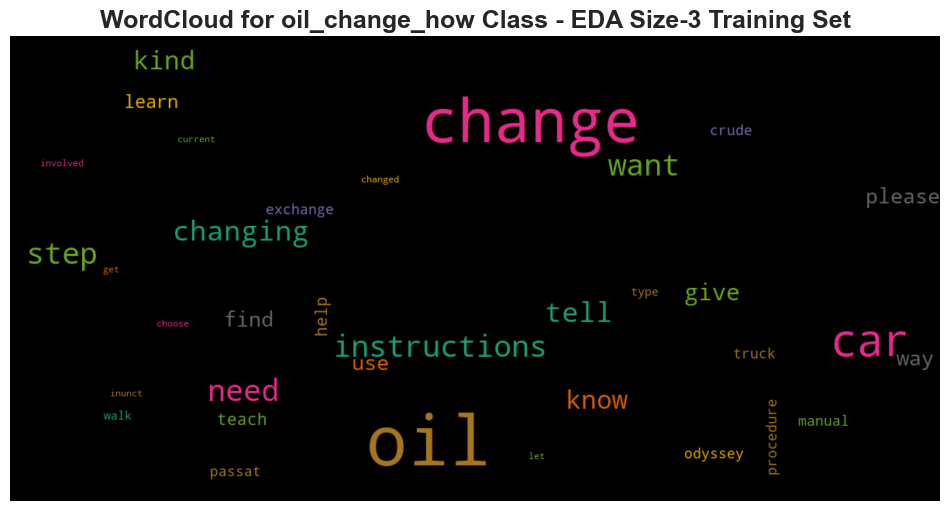 WordCloud for oil_change_how Class - EDA Size-3 Training Set
kind
learn
change
crude
current
involved
want
changed
please
exchange
changing
step
get
type
give
help
tell
find
choose
instructions
car
truck
way
use
need
inunct
know
walk
teach
procedure
manual
oil
let
odyssey
passat